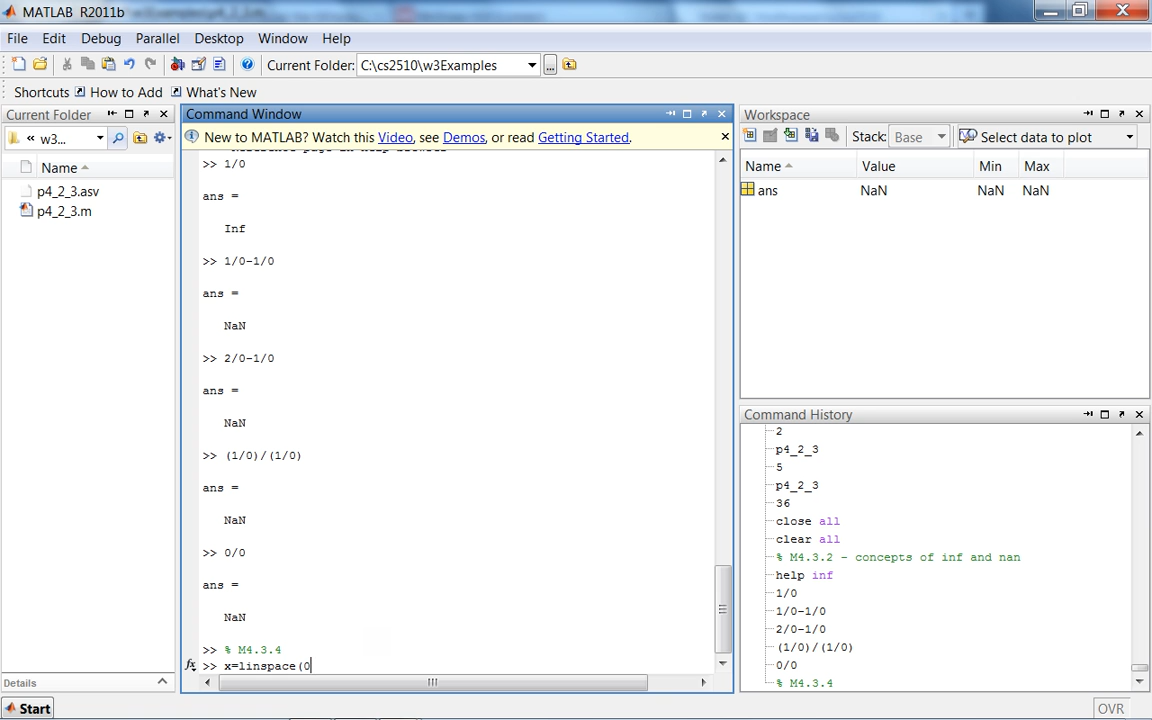 MATLAB R2011b
File Edit Debug Parallel Desktop Window Help
Current Folder: C:\cs2510\w3Examples ...
Shortcuts How to Add What's New
Current Folder
« w3...
Name
p4_2_3.asv
p4_2_3.m
Details
Command Window
New to MATLAB? Watch this Video, see Demos, or read Getting Started.
>> 1/0
ans =
Inf
>> 1/0-1/0
ans =
NaN
>> 2/0-1/0
ans =
NaN
>> (1/0)/(1/0)
ans =
NaN
>> 0/0
ans =
NaN
>> % M4.3.4
fx >> x=linspace(0
Workspace
Stack: Base Select data to plot
Name Value Min Max
ans NaN NaN NaN
Command History
2
p4_2_3
5
p4_2_3
36
close all
clear all
% M4.3.2 - concepts of inf and nan
help inf
1/0
1/0-1/0
2/0-1/0
(1/0)/(1/0)
0/0
% M4.3.4
Start
OVR